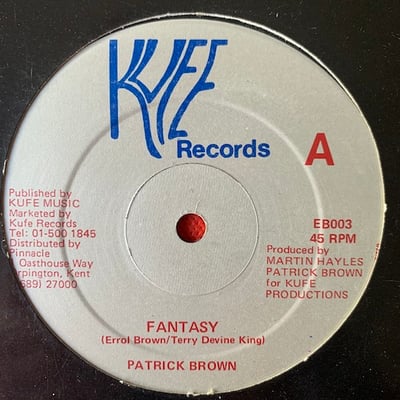 KUFE
Records
A
Published by
KUFE MUSIC
Marketed by
Kufe Records
Tel: 01-500 1845
Distributed by
Pinnacle
Oasthouse Way
rpington, Kent
689) 27000
EB003
45 RPM
Produced by
MARTIN HAYLES
PATRICK BROWN
for KUFE
PRODUCTIONS
FANTASY
(Errol Brown/Terry Devine King)
PATRICK BROWN